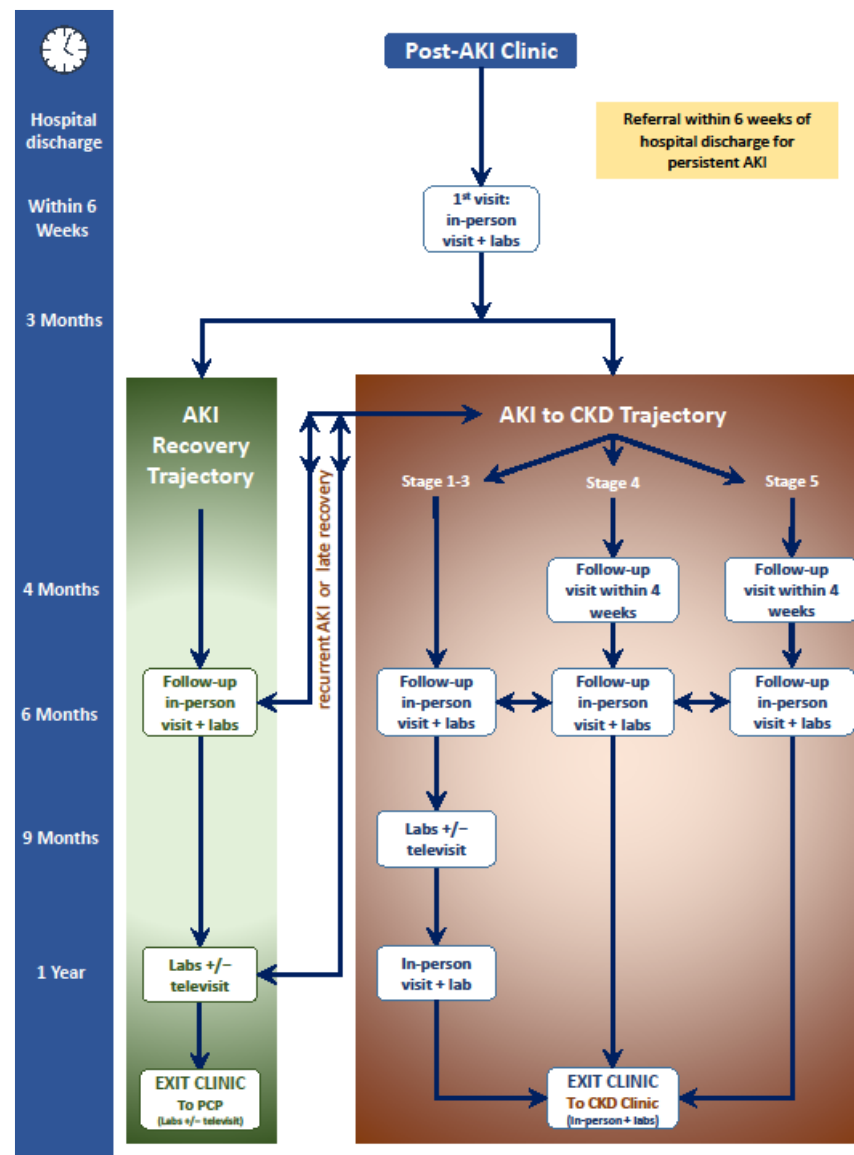 Post-AKI Clinic
Hospital
discharge
Referral within 6 weeks of
hospital discharge for
persistent AKI
Within 6
Weeks
1st visit:
in-person
visit + labs
3 Months
AKI
Recovery
Trajectory
recurrent AKI or late recovery
AKI to CKD Trajectory
Stage 1-3
Stage 4
Stage 5
4 Months
Follow-up
visit within 4
weeks
Follow-up
visit within 4
weeks
6 Months
Follow-up
in-person
visit + labs
Follow-up
in-person
visit + labs
Follow-up
in-person
visit + labs
Follow-up
in-person
visit + labs
9 Months
Labs +/−
televisit
1 Year
Labs +/−
televisit
In-person
visit + lab
EXIT CLINIC
To PCP
(Labs +/− televisit)
EXIT CLINIC
To CKD Clinic
(In-person + labs)